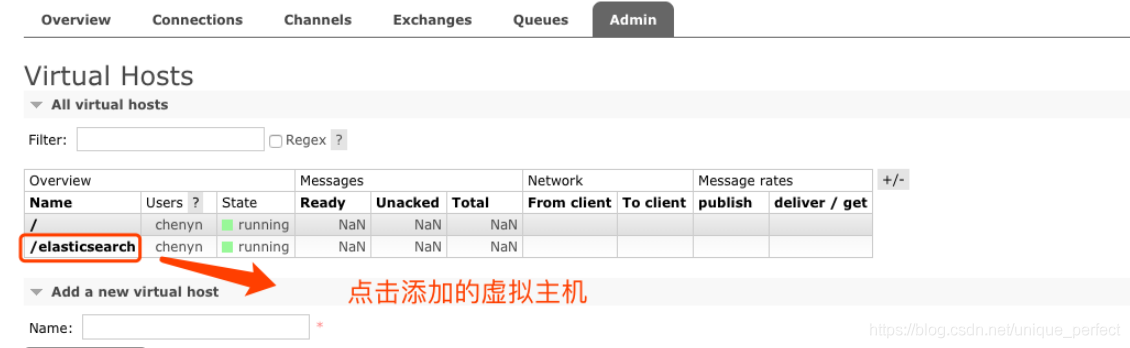 Overview Connections Channels Exchanges Queues Admin
Virtual Hosts
All virtual hosts
Filter: Regex ?
Overview Messages Network Message rates +/-
Name Users ? State Ready Unacked Total From client To client publish deliver / get
/ chenyn running NaN NaN NaN
/elasticsearch chenyn running NaN NaN NaN
点击添加的虚拟主机
Add a new virtual host
Name: *
https://blog.csdn.net/unique_perfect